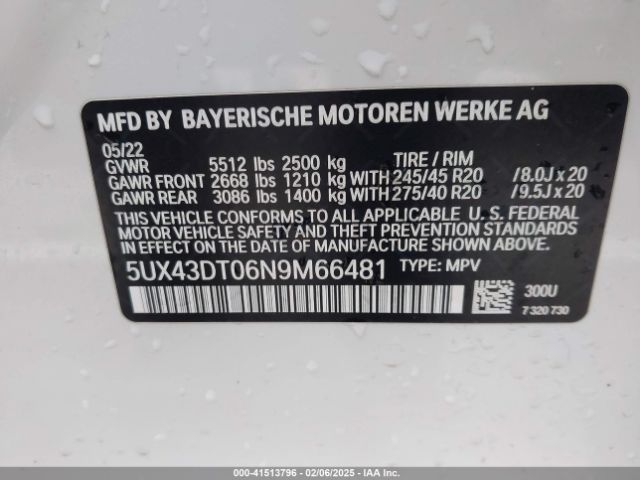 MFD BY BAYERISCHE MOTOREN WERKE AG
05/22
GVWR 5512 lbs 2500 kg TIRE / RIM
GAWR FRONT 2668 lbs 1210 kg WITH 245/45 R20 /8.0J x 20
GAWR REAR 3086 lbs 1400 kg WITH 275/40 R20 /9.5J x 20
THIS VEHICLE CONFORMS TO ALL APPLICABLE U.S. FEDERAL
MOTOR VEHICLE SAFETY AND THEFT PREVENTION STANDARDS
IN EFFECT ON THE DATE OF MANUFACTURE SHOWN ABOVE.
5UX43DT06N9M66481 TYPE: MPV
300U
7 320 730
000-41513796 - 02/06/2025 - IAAI.COM